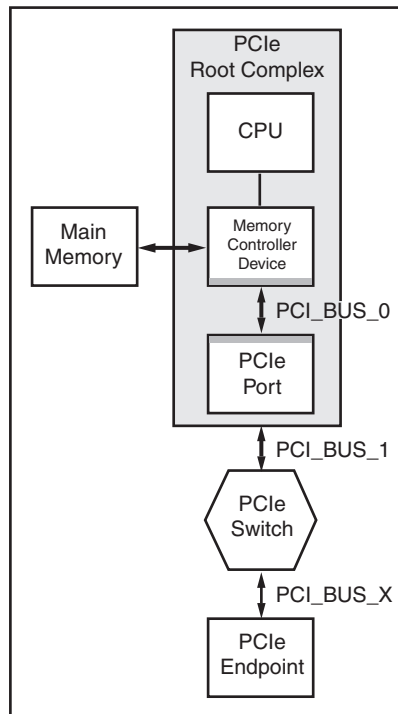 PCIe
Root Complex
CPU
Main
Memory
Memory
Controller
Device
PCI_BUS_0
PCIe
Port
PCI_BUS_1
PCIe
Switch
PCI_BUS_X
PCIe
Endpoint